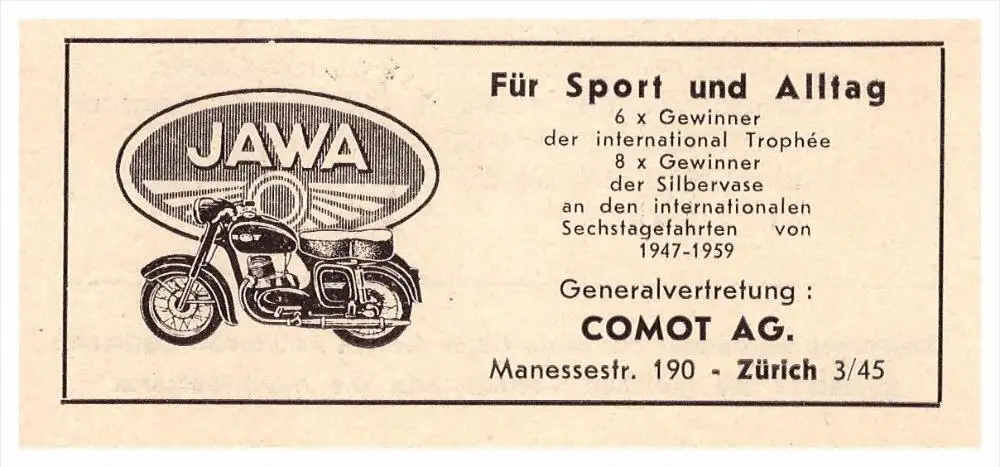 JAWA
Für Sport und Alltag
6 x Gewinner
der international Trophée
8 x Gewinner
der Silbervase
an den internationalen
Sechstagefahrten von
1947-1959
Generalvertretung :
COMOT AG.
Manessestr. 190 - Zürich 3/45